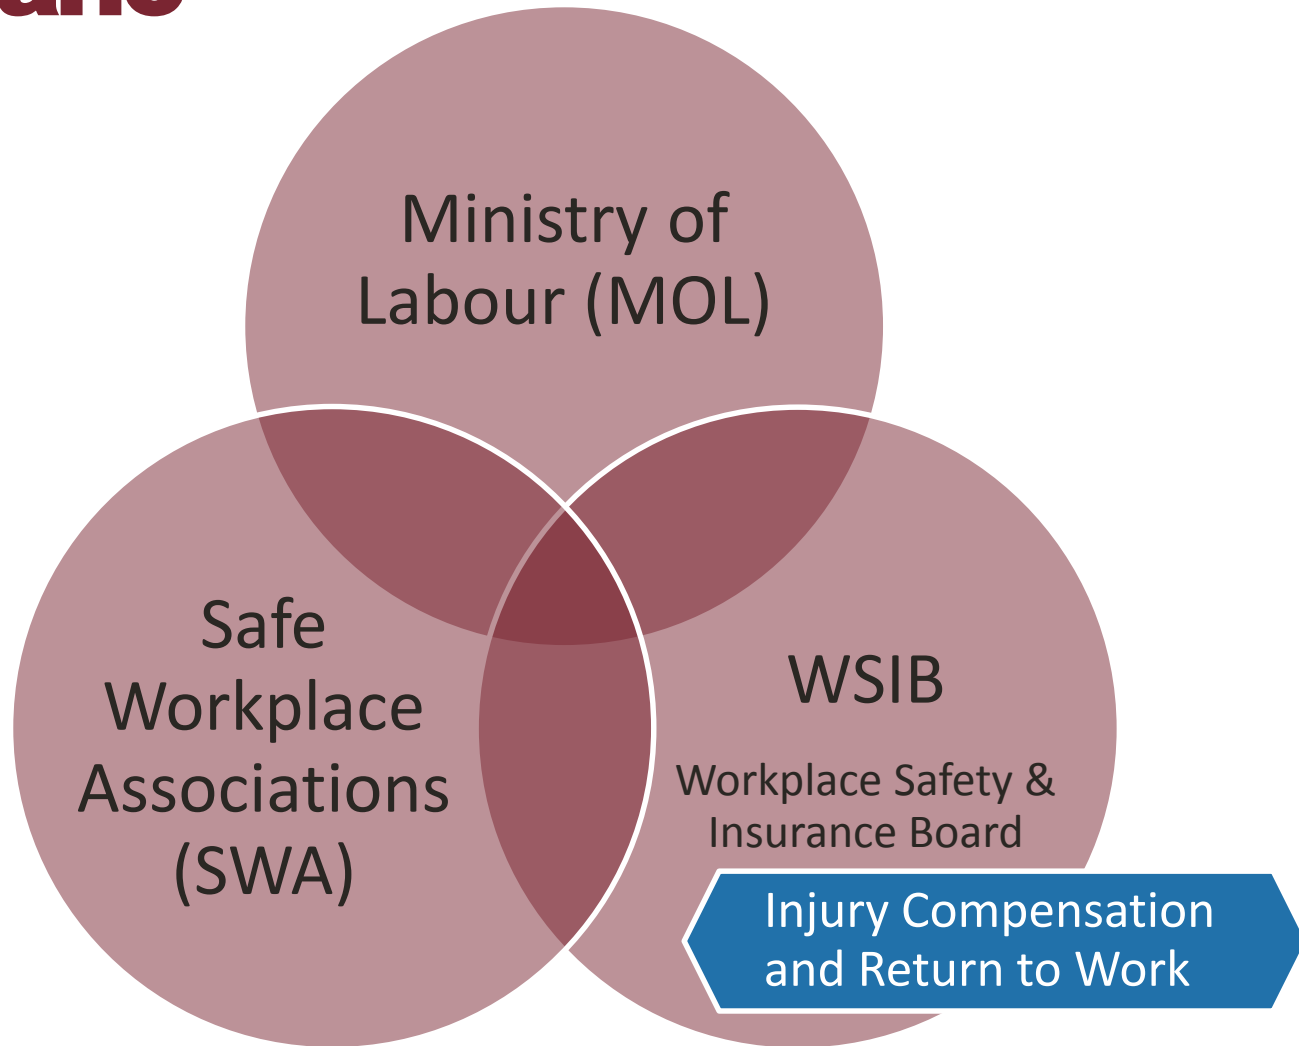 Ministry of
Labour (MOL)
Safe
Workplace
Associations
(SWA)
WSIB
Workplace Safety &
Insurance Board
Injury Compensation
and Return to Work